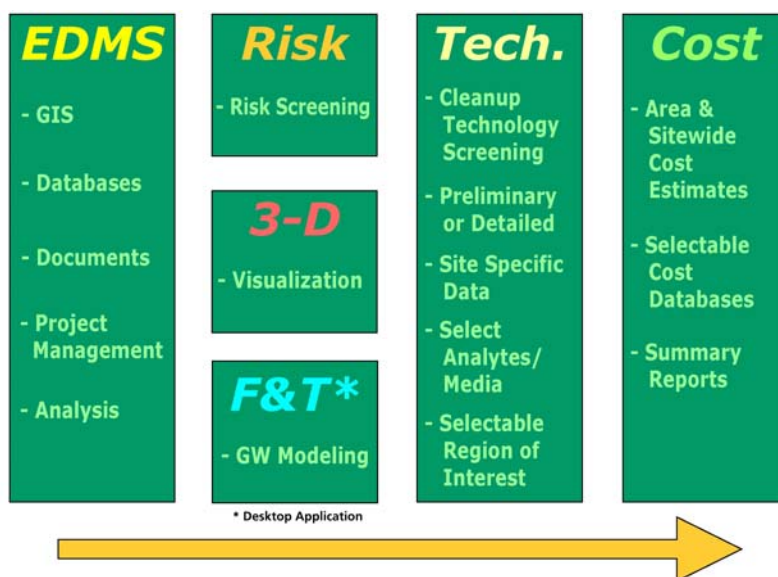 EDMS
- GIS
- Databases
- Documents
- Project
Management
- Analysis
Risk
- Risk Screening
3-D
- Visualization
F&T*
- GW Modeling
* Desktop Application
Tech.
- Cleanup
Technology
Screening
- Preliminary
or Detailed
- Site Specific
Data
- Select
Analytes/
Media
- Selectable
Region of
Interest
Cost
- Area &
Sitewide
Cost
Estimates
- Selectable
Cost
Databases
- Summary
Reports